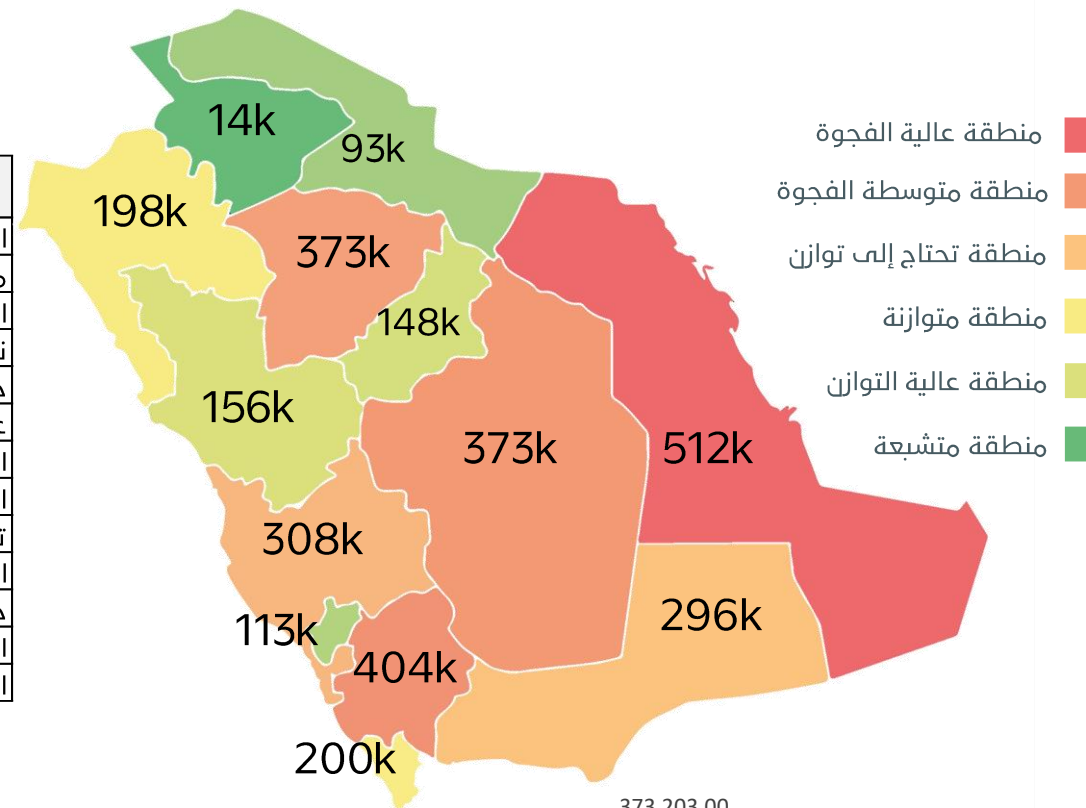 14k
93k
198k
373k
148k
156k
373k
512k
308k
296k
113k
404k
200k
منطقة عالية الفجوة
منطقة متوسطة الفجوة
منطقة تحتاج إلى توازن
منطقة متوازنة
منطقة عالية التوازن
منطقة متشبعة